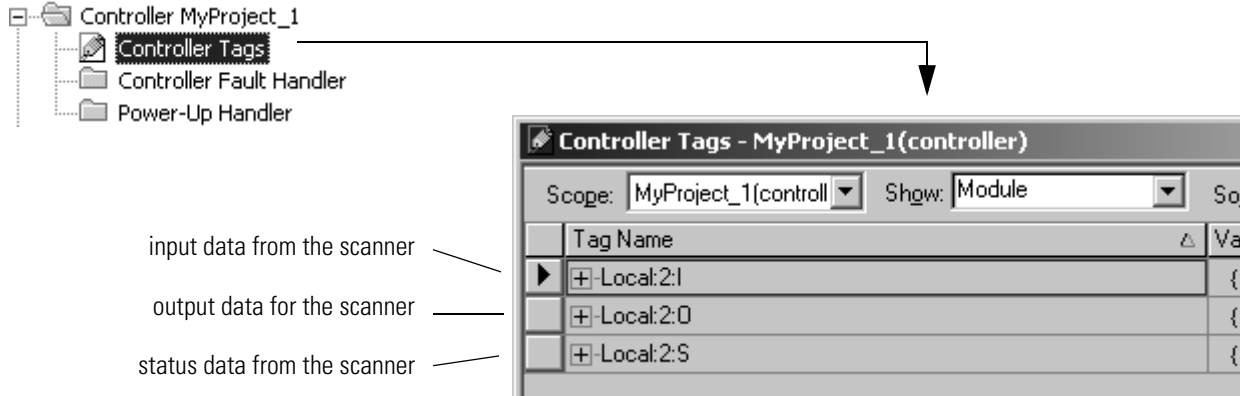 Controller MyProject_1
Controller Tags
Controller Fault Handler
Power-Up Handler
Controller Tags - MyProject_1(controller)
Scope: MyProject_1(controll Show: Module
Tag Name
input data from the scanner
Local:2:I
output data for the scanner
Local:2:O
status data from the scanner
Local:2:S